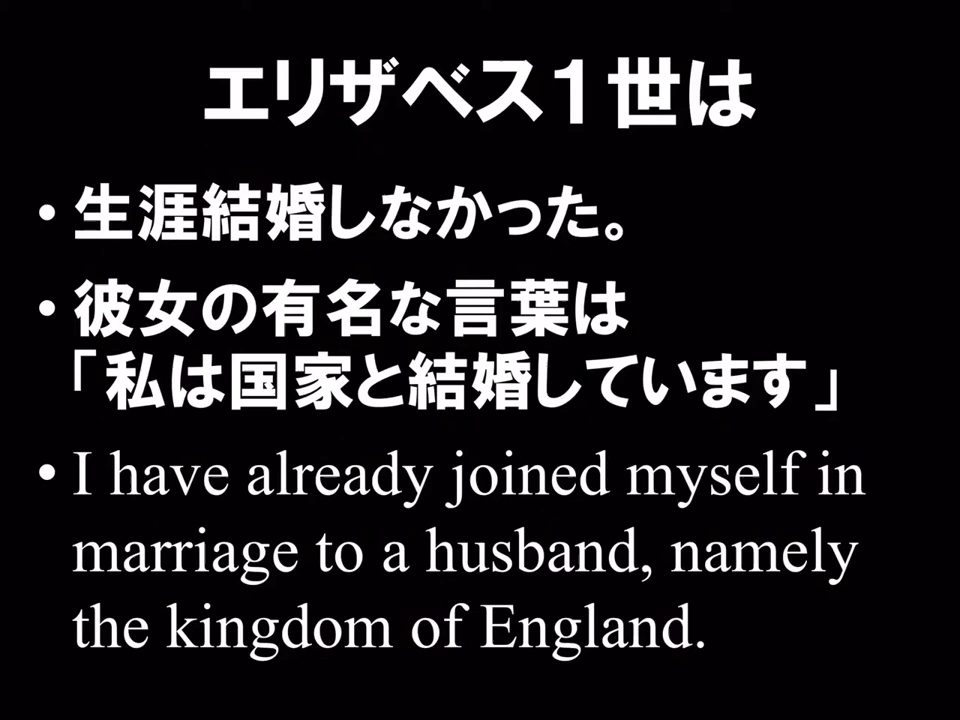 エリザベス１世は
• 生涯結婚しなかった。
• 彼女の有名な言葉は
「私は国家と結婚しています」
• I have already joined myself in
marriage to a husband, namely
the kingdom of England.